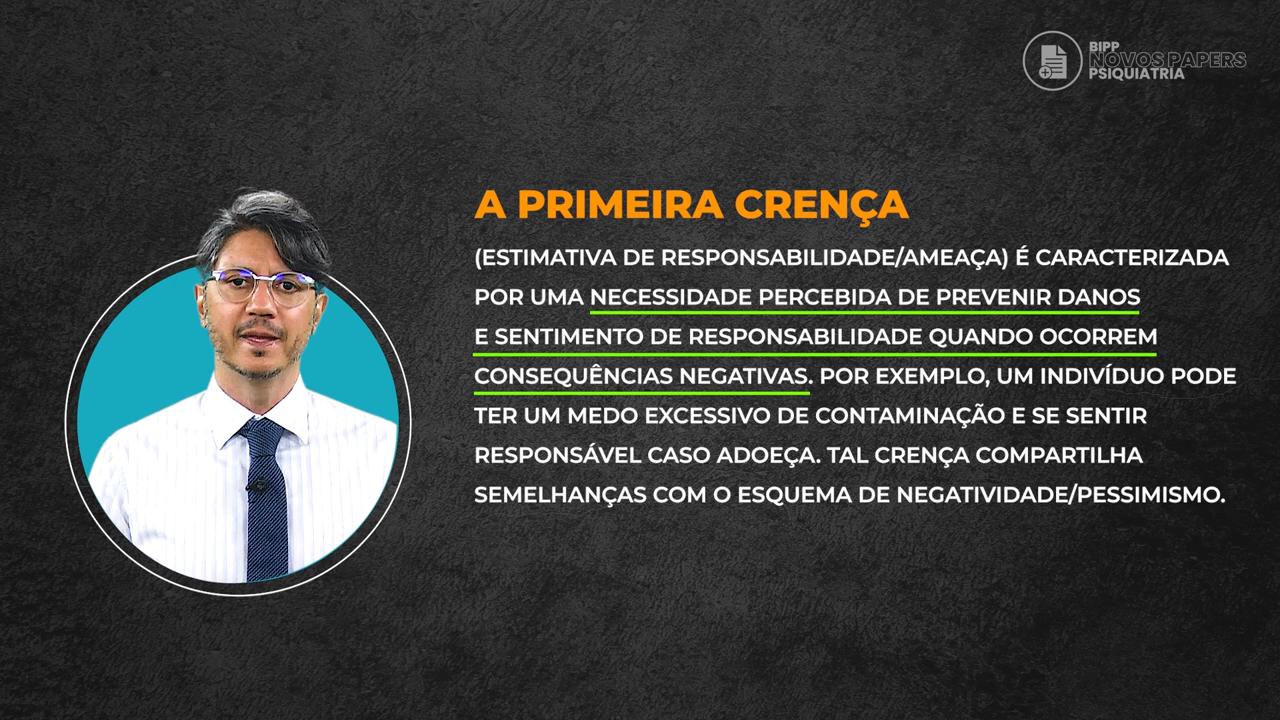 BIPP
NOVOS PAPERS
PSIQUIATRIA
A PRIMEIRA CRENÇA
(ESTIMATIVA DE RESPONSABILIDADE/AMEAÇA) É CARACTERIZADA
POR UMA NECESSIDADE PERCEBIDA DE PREVENIR DANOS
E SENTIMENTO DE RESPONSABILIDADE QUANDO OCORREM
CONSEQUÊNCIAS NEGATIVAS. POR EXEMPLO, UM INDIVÍDUO PODE
TER UM MEDO EXCESSIVO DE CONTAMINAÇÃO E SE SENTIR
RESPONSÁVEL CASO ADOEÇA. TAL CRENÇA COMPARTILHA
SEMELHANÇAS COM O ESQUEMA DE NEGATIVIDADE/PESSIMISMO.